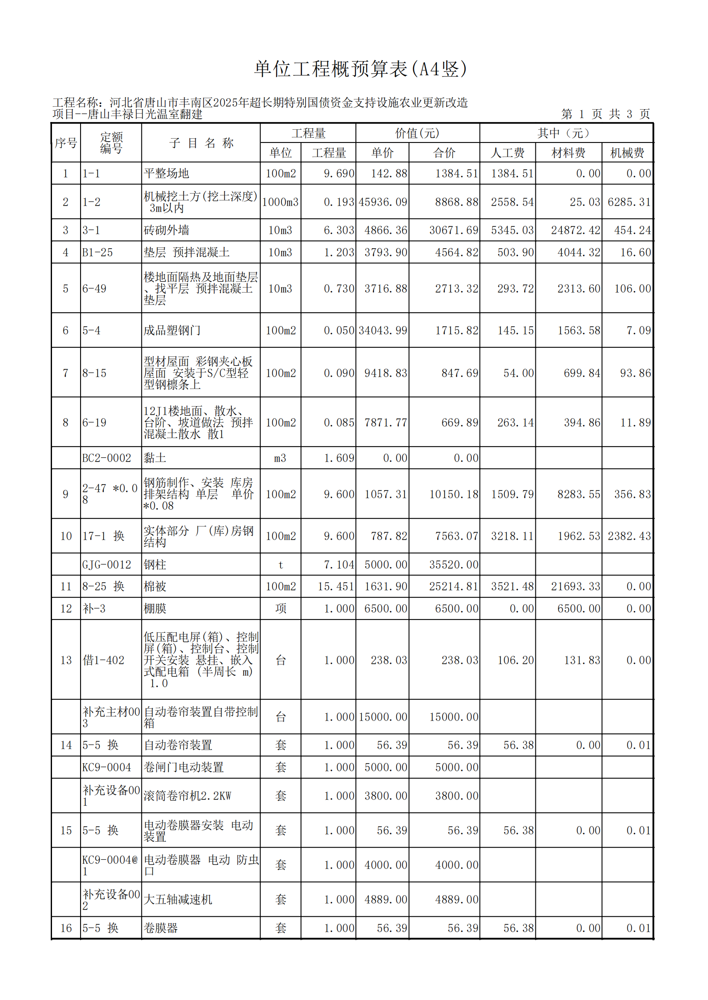 单位工程概预算表(A4竖)
工程名称：河北省唐山市丰南区2025年超长期特别国债资金支持设施农业更新改造
项目--唐山丰禄日光温室翻建 第 1 页 共 3 页
序号 定额编号 子 目 名 称 工程量 价值(元) 其中（元）
单位 工程量 单价 合价 人工费 材料费 机械费
1 1-1 平整场地 100m2 9.690 142.88 1384.51 1384.51 0.00 0.00
2 1-2 机械挖土方(挖土深度) 3m以内 1000m3 0.193 45936.09 8868.88 2558.54 25.03 6285.31
3 3-1 砖砌外墙 10m3 6.303 4866.36 30671.69 5345.03 24872.42 454.24
4 B1-25 垫层 预拌混凝土 10m3 1.203 3793.90 4564.82 503.90 4044.32 16.60
5 6-49 楼地面隔热及地面垫层、找平层 预拌混凝土垫层 10m3 0.730 3716.88 2713.32 293.72 2313.60 106.00
6 5-4 成品塑钢门 100m2 0.050 34043.99 1715.82 145.15 1563.58 7.09
7 8-15 型材屋面 彩钢夹心板屋面 安装于S/C型轻型钢檩条上 100m2 0.090 9418.83 847.69 54.00 699.84 93.86
8 6-19 12J1楼地面、散水、台阶、坡道做法 预拌混凝土散水 散1 100m2 0.085 7871.77 669.89 263.14 394.86 11.89
BC2-0002 黏土 m3 1.609 0.00 0.00
9 2-47 *0.08 钢筋制作、安装 库房排架结构 单层 单价*0.08 100m2 9.600 1057.31 10150.18 1509.79 8283.55 356.83
10 17-1 换 实体部分 厂(库)房钢结构 100m2 9.600 787.82 7563.07 3218.11 1962.53 2382.43
GJG-0012 钢柱 t 7.104 5000.00 35520.00
11 8-25 换 棉被 100m2 15.451 1631.90 25214.81 3521.48 21693.33 0.00
12 补-3 棚膜 项 1.000 6500.00 6500.00 0.00 6500.00 0.00
13 借1-402 低压配电屏(箱)、控制屏(箱)、控制台、控制开关安装 悬挂、嵌入式配电箱 (半周长 m) 1.0 台 1.000 238.03 238.03 106.20 131.83 0.00
补充主材003 自动卷帘装置自带控制箱 台 1.000 15000.00 15000.00
14 5-5 换 自动卷帘装置 套 1.000 56.39 56.39 56.38 0.00 0.01
KC9-0004 卷闸门电动装置 套 1.000 5000.00 5000.00
补充设备001 滚筒卷帘机2.2KW 套 1.000 3800.00 3800.00
15 5-5 换 电动卷膜器安装 电动装置 套 1.000 56.39 56.39 56.38 0.00 0.01
KC9-0004@1 电动卷膜器 电动 防虫口 套 1.000 4000.00 4000.00
补充设备002 大五轴减速机 套 1.000 4889.00 4889.00
16 5-5 换 卷膜器 套 1.000 56.39 56.39 56.38 0.00 0.01